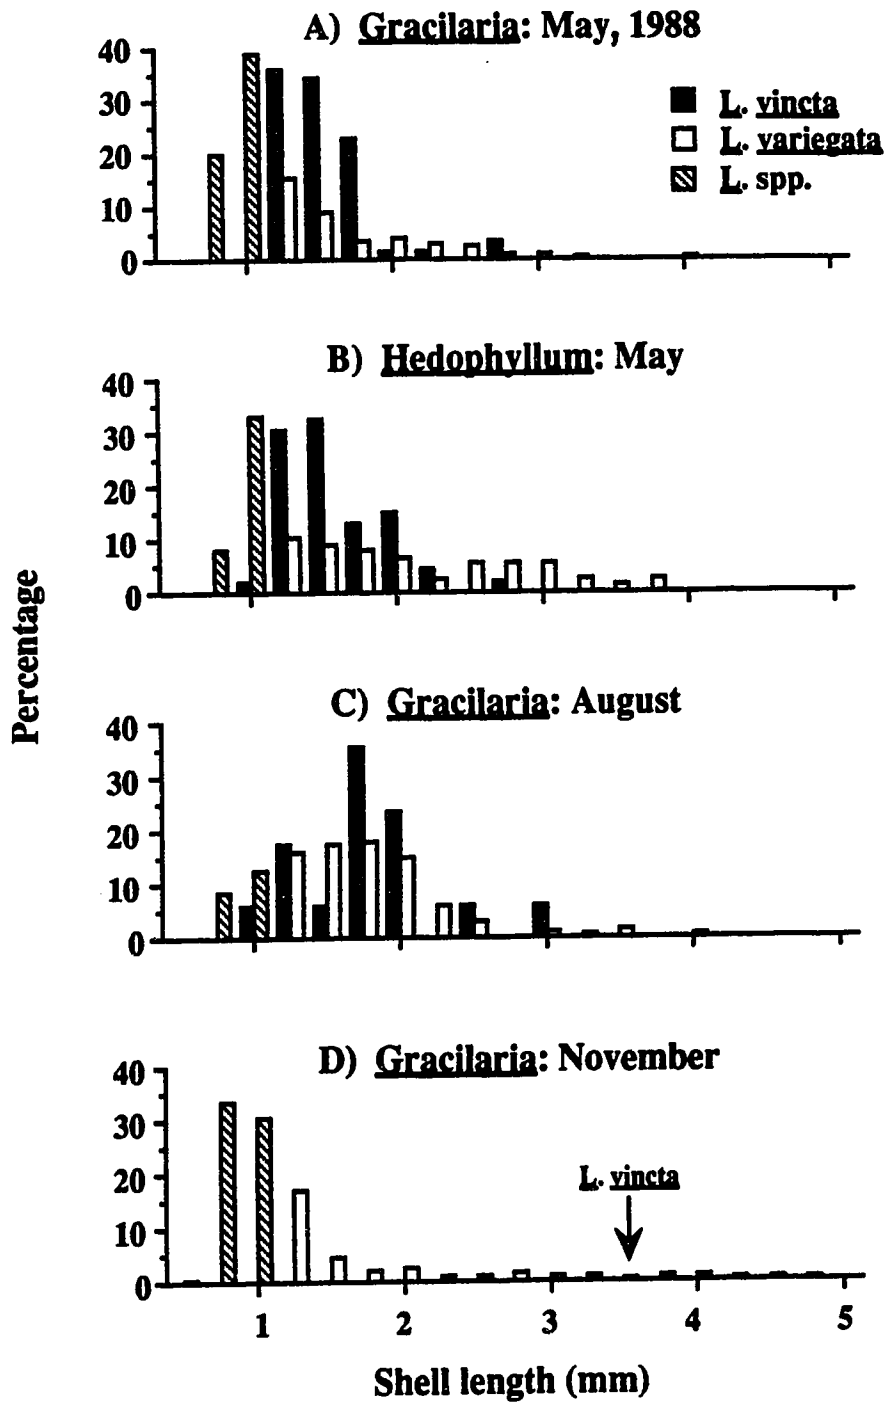 A) Gracilaria: May, 1988
40
30
20
10
0
L. vincta
L. variegata
L. spp.
B) Hedophyllum: May
40
30
20
10
0
Percentage
C) Gracilaria: August
40
30
20
10
0
D) Gracilaria: November
40
30
20
10
0
L. vincta
1 2 3 4 5
Shell length (mm)